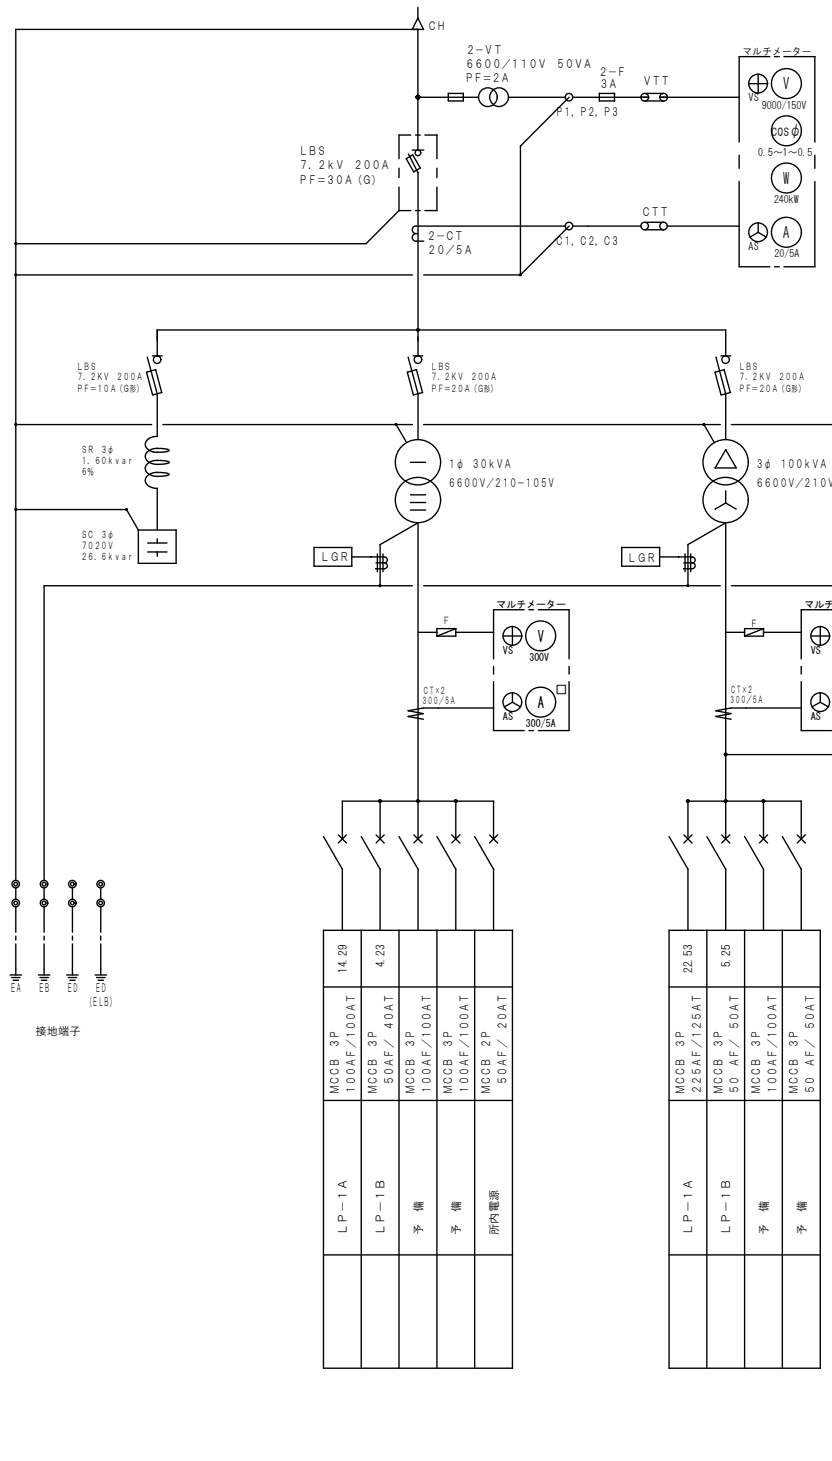 CH
2-VT
6600/110V 50VA
PF=2A
2-F
3A
VTT
P1, P2, P3
マルチメーター
V
VS
9000/150V
cosφ
0.5~1~0.5
W
240kW
A
AS
20/5A
LBS
7.2kV 200A
PF=30A(G)
2-CT
20/5A
C1, C2, C3
CTT
LBS
7.2KV 200A
PF=10A(G形)
LBS
7.2KV 200A
PF=20A(G形)
LBS
7.2KV 200A
PF=20A(G形)
SR 3φ
1.60kvar
6%
SC 3φ
7020V
26.6kvar
1φ 30kVA
6600V/210-105V
3φ 100kVA
6600V/210V
LGR
LGR
F
マルチメーター
V
VS
300V
CT×2
300/5A
A
AS
300/5A
F
マルチ
VS
CT×2
300/5A
AS
EA
EB
ED
ED
(ELB)
接地端子
14.29
MCCB 3P
100AF/100AT
LP-1A
4.23
MCCB 3P
50AF/ 40AT
LP-1B
MCCB 3P
100AF/100AT
予 備
MCCB 3P
100AF/100AT
予 備
MCCB 2P
50AF/ 20AT
所内電源
22.53
MCCB 3P
225AF/125AT
LP-1A
5.25
MCCB 3P
50 AF/ 50AT
LP-1B
MCCB 3P
100AF/100AT
予 備
MCCB 3P
50 AF/ 50AT
予 備